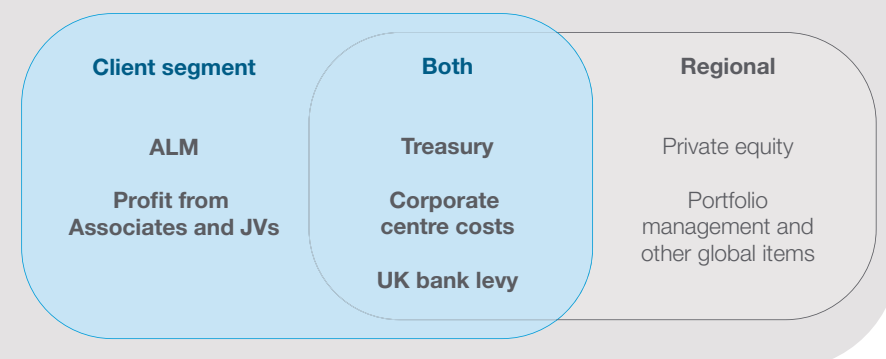 Client segment
ALM
Profit from
Associates and JVs
Both
Treasury
Corporate
centre costs
UK bank levy
Regional
Private equity
Portfolio
management and
other global items